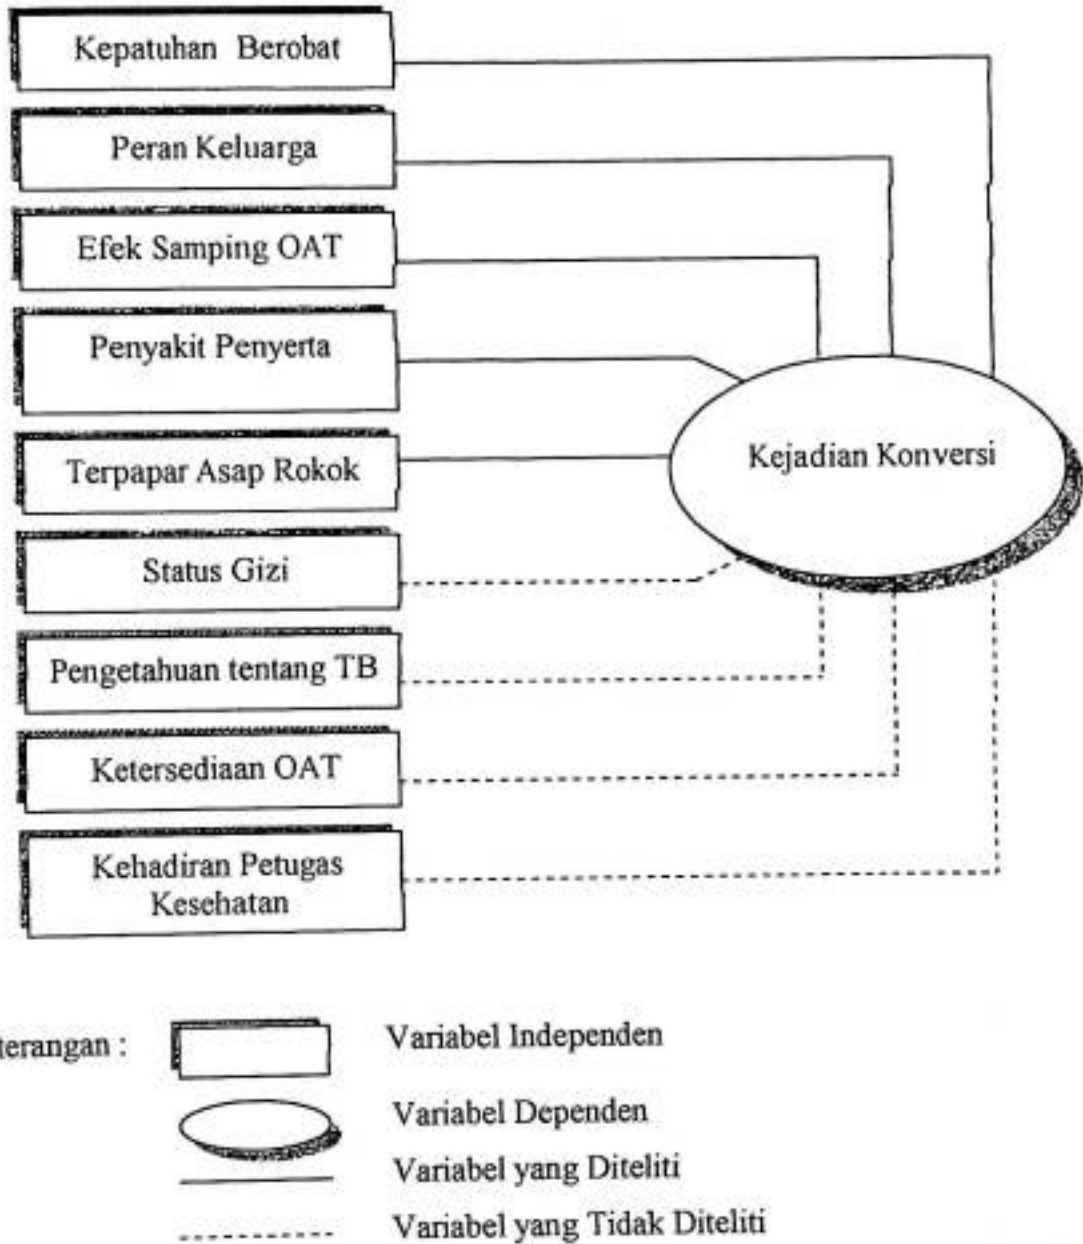 Kepatuhan Berobat
Peran Keluarga
Efek Samping OAT
Penyakit Penyerta
Terpapar Asap Rokok
Status Gizi
Pengetahuan tentang TB
Ketersediaan OAT
Kehadiran Petugas
Kesehatan
Kejadian Konversi
terangan :
Variabel Independen
Variabel Dependen
Variabel yang Diteliti
Variabel yang Tidak Diteliti